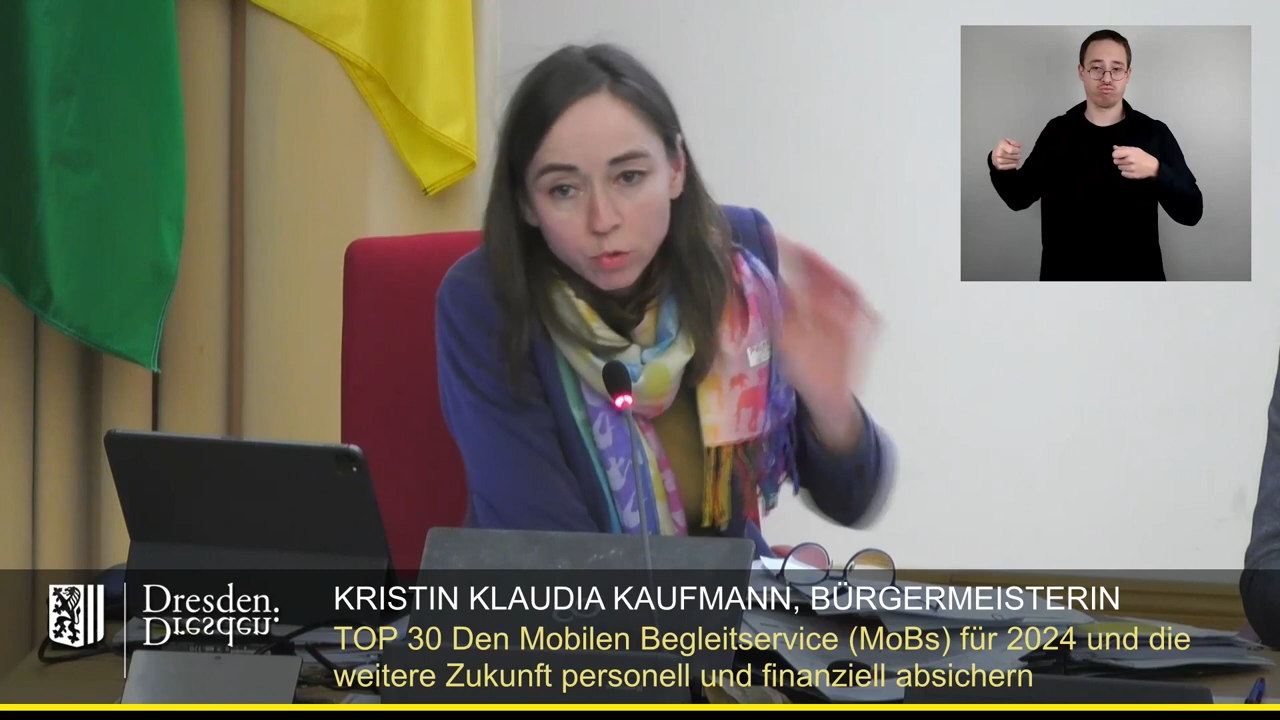 KRISTIN KLAUDIA KAUFMANN, BÜRGERMEISTERIN
Dresden.
Dresden.
TOP 30 Den Mobilen Begleitservice (MoBs) für 2024 und die
weitere Zukunft personell und finanziell absichern